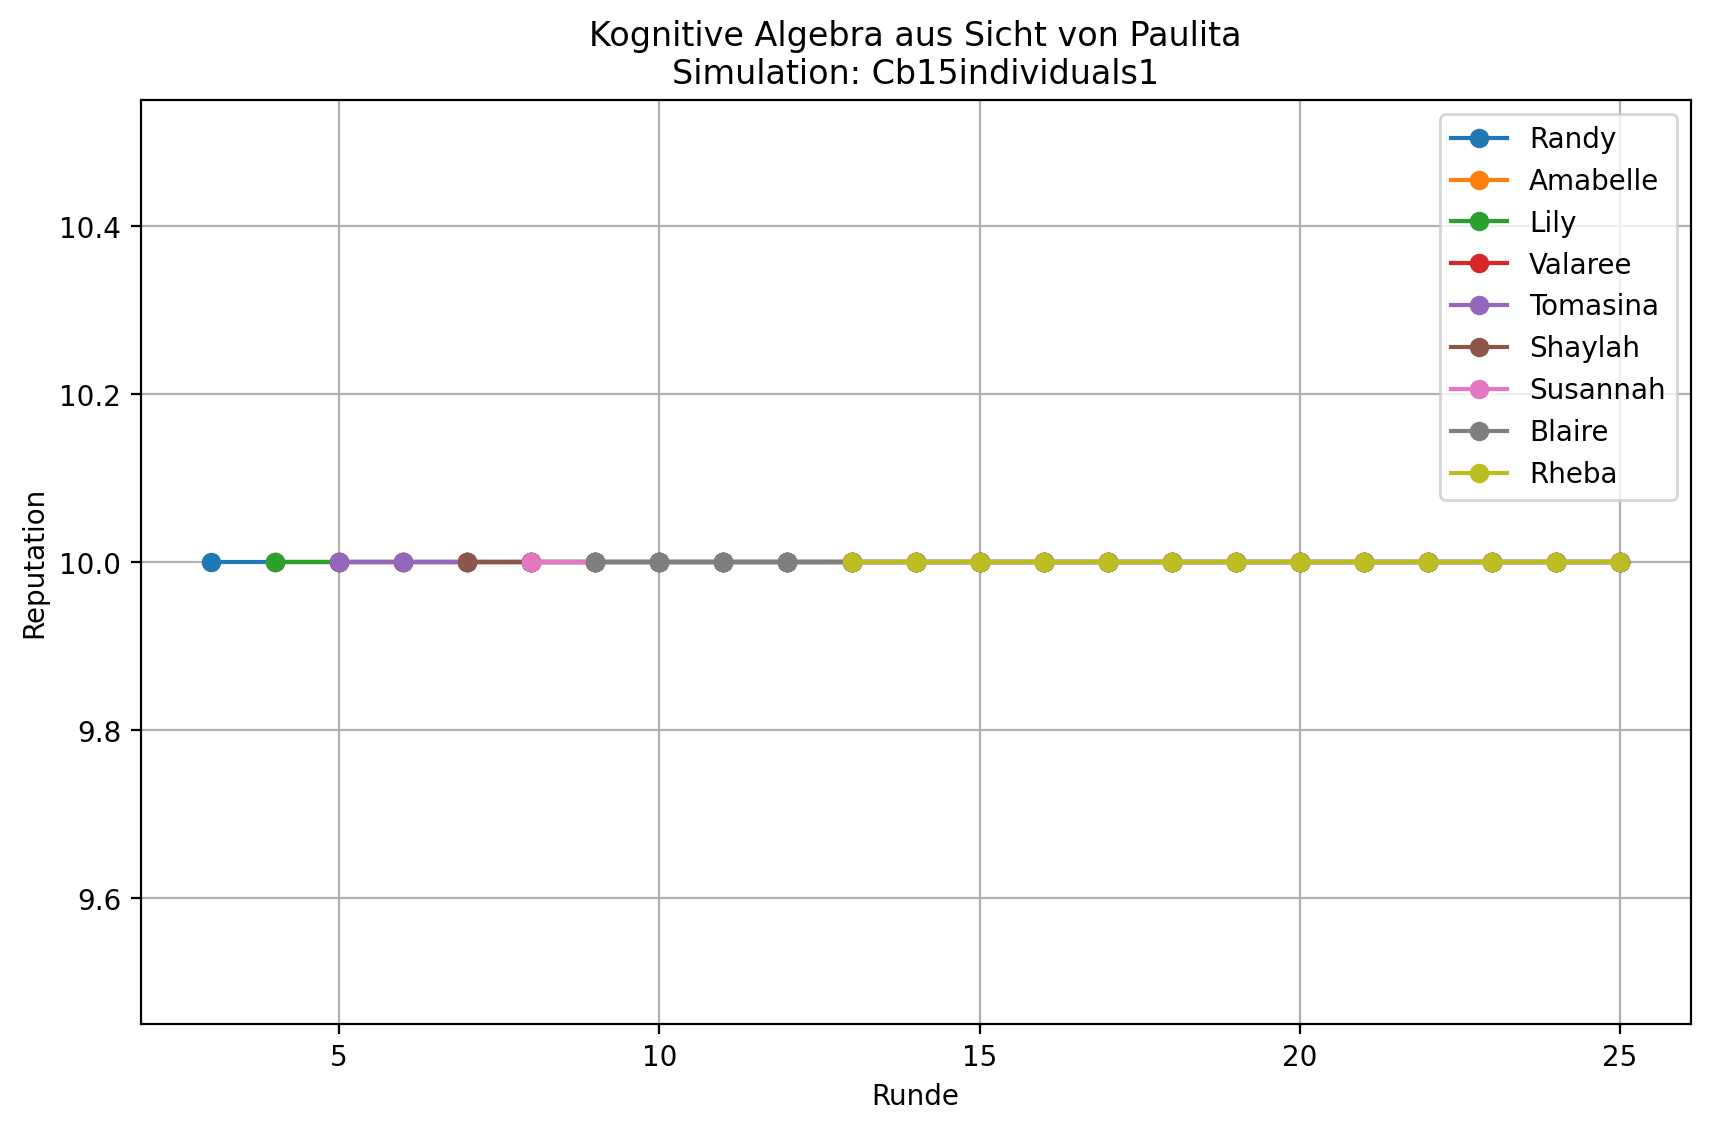 Kognitive Algebra aus Sicht von Paulita
Simulation: Cb15individuals1
Randy
Amabelle
Lily
Valaree
Tomasina
Shaylah
Susannah
Blaire
Rheba
Reputation
10.4
10.2
10.0
9.8
9.6
5 10 15 20 25
Runde